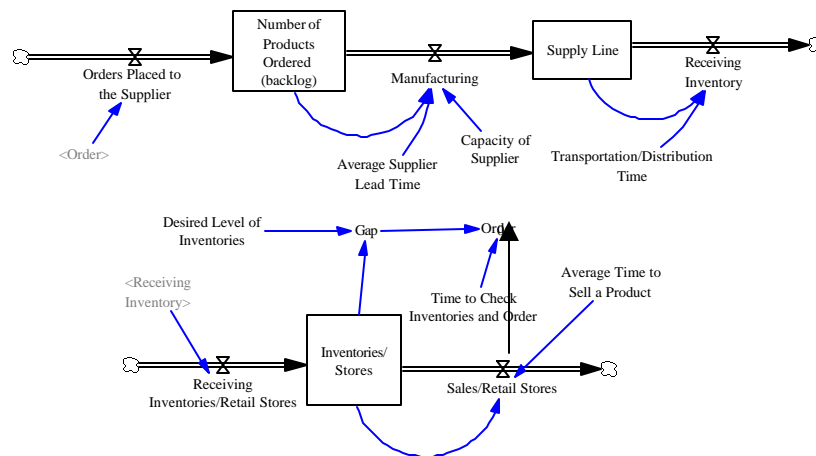 Number of
Products
Ordered
(backlog)
Supply Line
Orders Placed to
the Supplier
Manufacturing
Receiving
Inventory
<Order>
Capacity of
Supplier
Average Supplier
Lead Time
Transportation/Distribution
Time
Desired Level of
Inventories
Gap
Order
<Receiving
Inventory>
Time to Check
Inventories and Order
Average Time to
Sell a Product
Inventories/
Stores
Receiving
Inventories/Retail Stores
Sales/Retail Stores